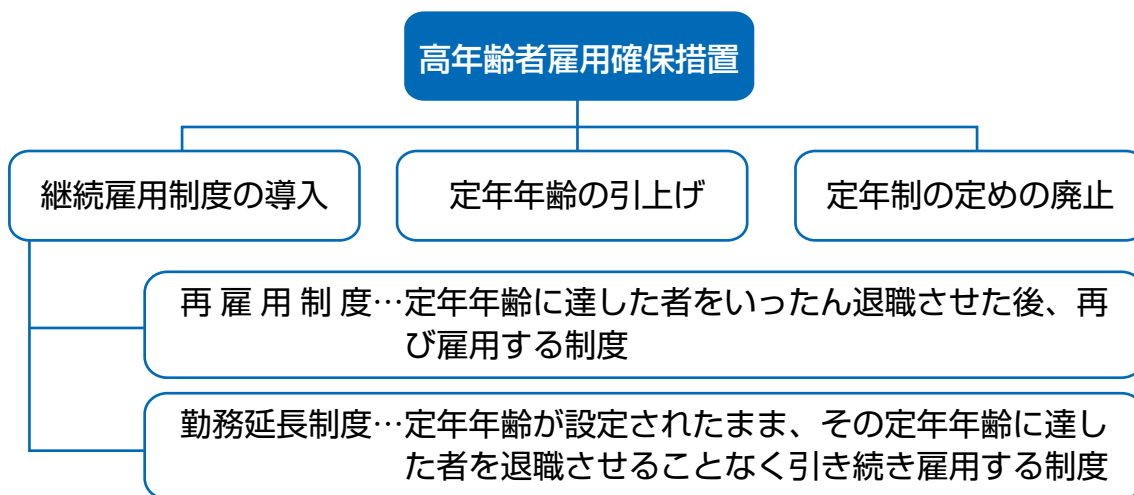 高年齢者雇用確保措置
継続雇用制度の導入
定年年齢の引上げ
定年制の定めの廃止
再雇用制度…定年年齢に達した者をいったん退職させた後、再
び雇用する制度
勤務延長制度…定年年齢が設定されたまま、その定年年齢に達し
た者を退職させることなく引き続き雇用する制度